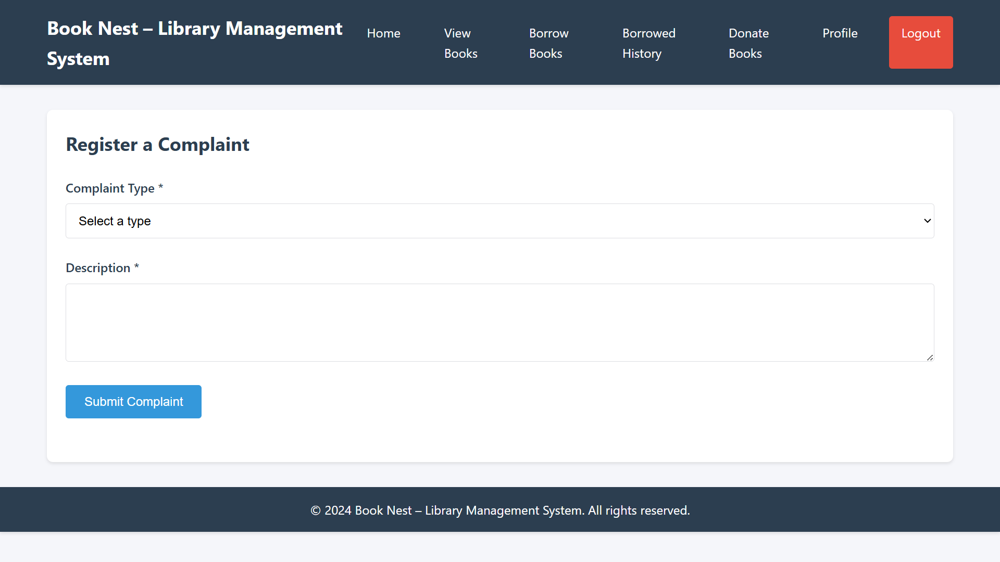 Book Nest – Library Management
System
Home
View
Books
Borrow
Books
Borrowed
History
Donate
Books
Profile
Logout
Register a Complaint
Complaint Type *
Select a type
Description *
Submit Complaint
© 2024 Book Nest – Library Management System. All rights reserved.